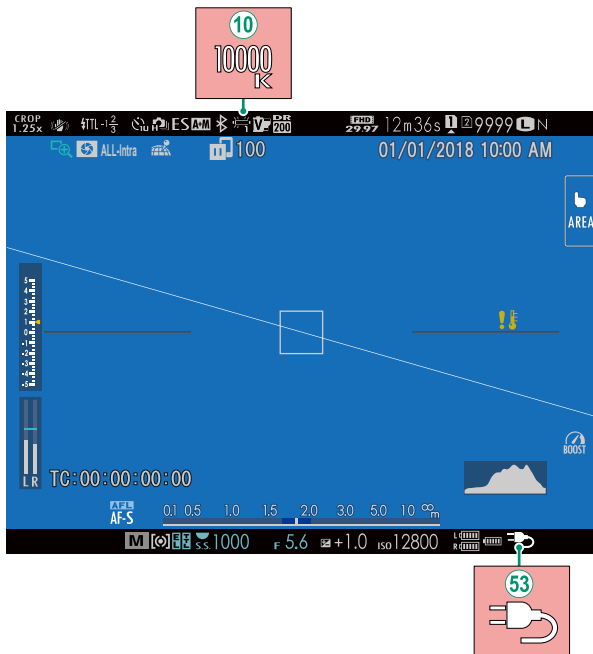 10
10000
K
CROP 1.25x TTL -1 2/3 ES A+M V DR 200 FHD 29.97 12m36s 1 2 9999 L N
ALL-Intra 100 01/01/2018 10:00 AM
AREA
5
4
3
2
1
0
-1
-2
-3
-4
-5
BOOST
L R TC:00:00:00:00
AFL
AF-S 0.1 0.5 1.0 1.5 2.0 3.0 5.0 10 ∞ m
M S.S. 1000 F 5.6 +1.0 ISO 12800 L R
53